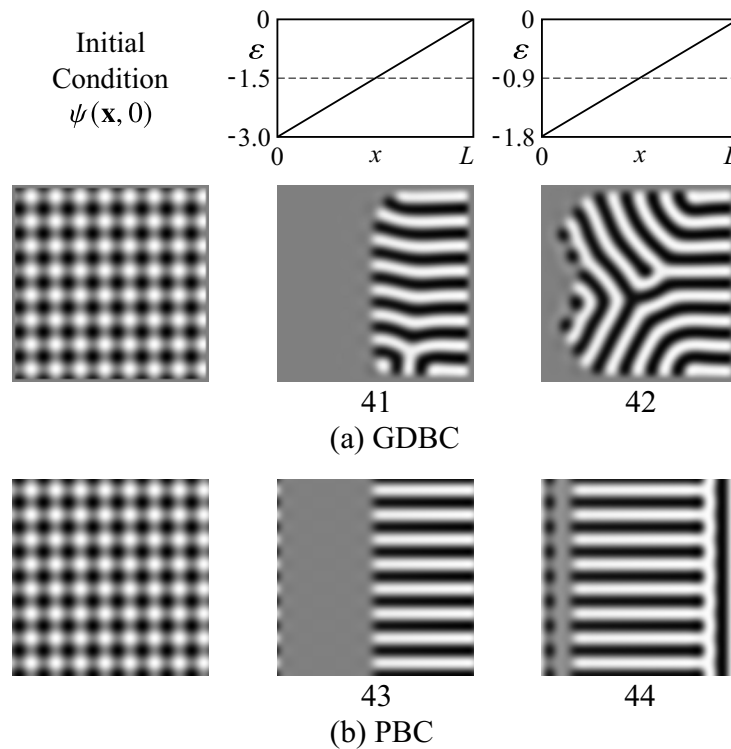 Initial
Condition
ψ(x, 0)
0
ε
-1.5
-3.0
0
x
L
0
ε
-0.9
-1.8
0
x
L
41
42
(a) GDBC
43
44
(b) PBC